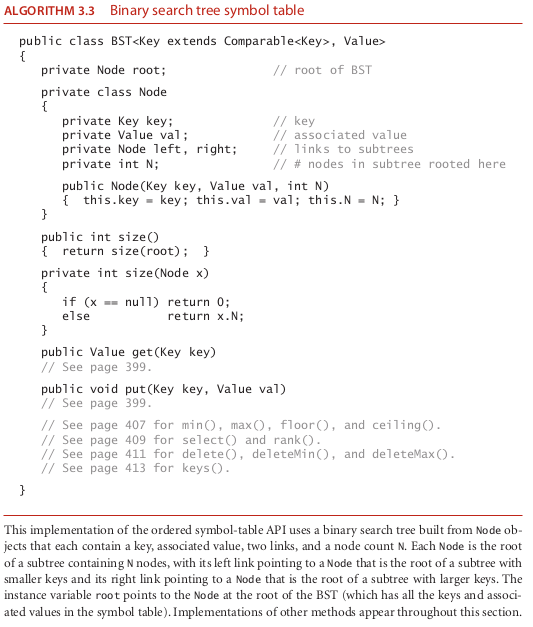 ALGORITHM 3.3 Binary search tree symbol table
public class BST<Key extends Comparable<Key>, Value>
{
private Node root; // root of BST
private class Node
{
private Key key; // key
private Value val; // associated value
private Node left, right; // links to subtrees
private int N; // # nodes in subtree rooted here
public Node(Key key, Value val, int N)
{ this.key = key; this.val = val; this.N = N; }
}
public int size()
{ return size(root); }
private int size(Node x)
{
if (x == null) return 0;
else return x.N;
}
public Value get(Key key)
// See page 399.
public void put(Key key, Value val)
// See page 399.
// See page 407 for min(), max(), floor(), and ceiling().
// See page 409 for select() and rank().
// See page 411 for delete(), deleteMin(), and deleteMax().
// See page 413 for keys().
}
This implementation of the ordered symbol-table API uses a binary search tree built from Node ob-
jects that each contain a key, associated value, two links, and a node count N. Each Node is the root
of a subtree containing N nodes, with its left link pointing to a Node that is the root of a subtree with
smaller keys and its right link pointing to a Node that is the root of a subtree with larger keys. The
instance variable root points to the Node at the root of the BST (which has all the keys and associ-
ated values in the symbol table). Implementations of other methods appear throughout this section.